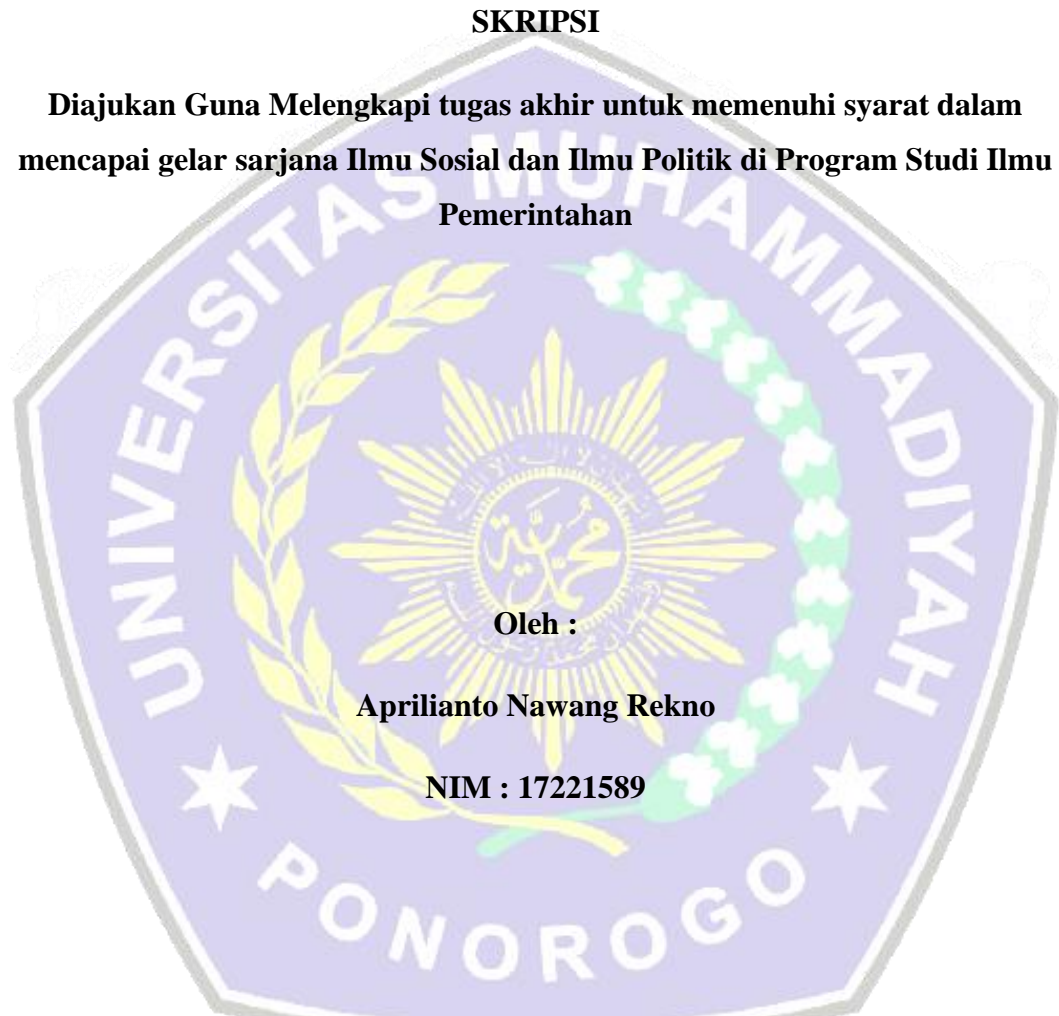 SKRIPSI
Diajukan Guna Melengkapi tugas akhir untuk memenuhi syarat dalam
mencapai gelar sarjana Ilmu Sosial dan Ilmu Politik di Program Studi Ilmu
Pemerintahan
UNIVERSITAS MUHAMMADIYAH
محمدية
Oleh :
Aprilianto Nawang Rekno
NIM : 17221589
PONOROGO